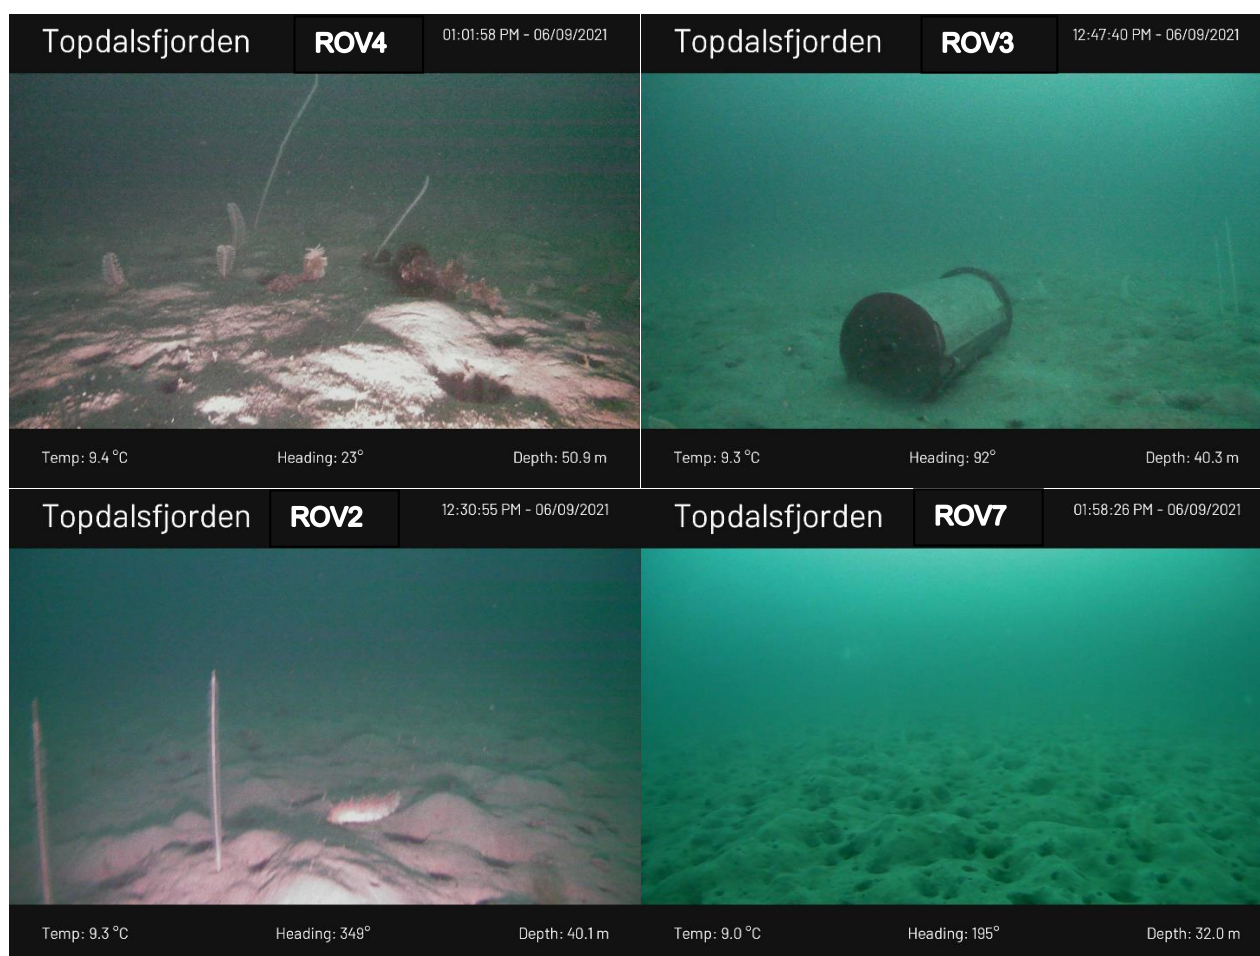 Topdalsfjorden ROV4 01:01:58 PM - 06/09/2021
Temp: 9.4 °C Heading: 23° Depth: 50.9 m
Topdalsfjorden ROV3 12:47:40 PM - 06/09/2021
Temp: 9.3 °C Heading: 92° Depth: 40.3 m
Topdalsfjorden ROV2 12:30:55 PM - 06/09/2021
Temp: 9.3 °C Heading: 349° Depth: 40.1 m
Topdalsfjorden ROV7 01:58:26 PM - 06/09/2021
Temp: 9.0 °C Heading: 195° Depth: 32.0 m